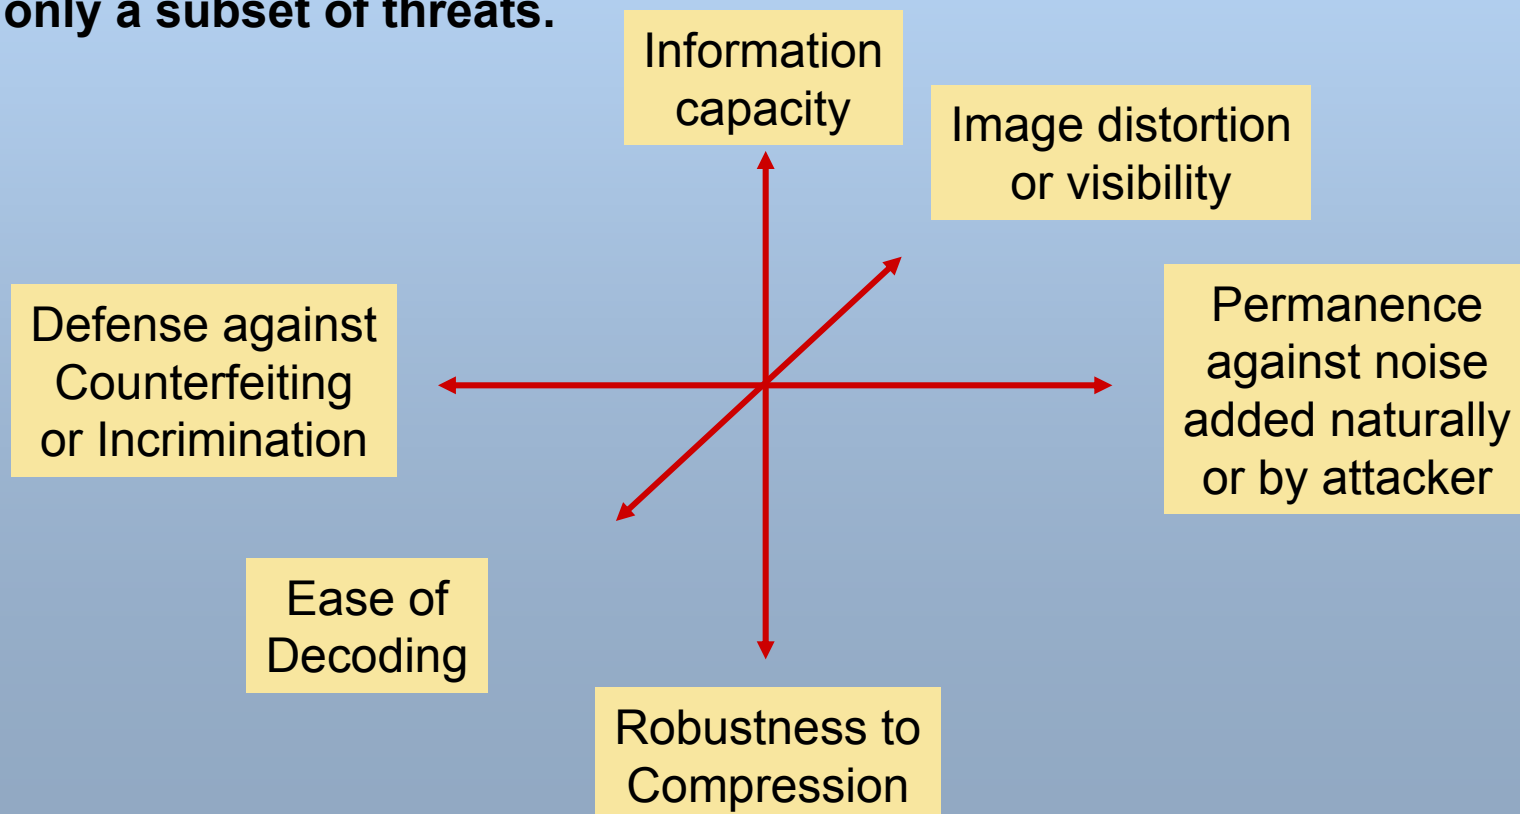 only a subset of threats.
Information
capacity
Image distortion
or visibility
Defense against
Counterfeiting
or Incrimination
Permanence
against noise
added naturally
or by attacker
Ease of
Decoding
Robustness to
Compression